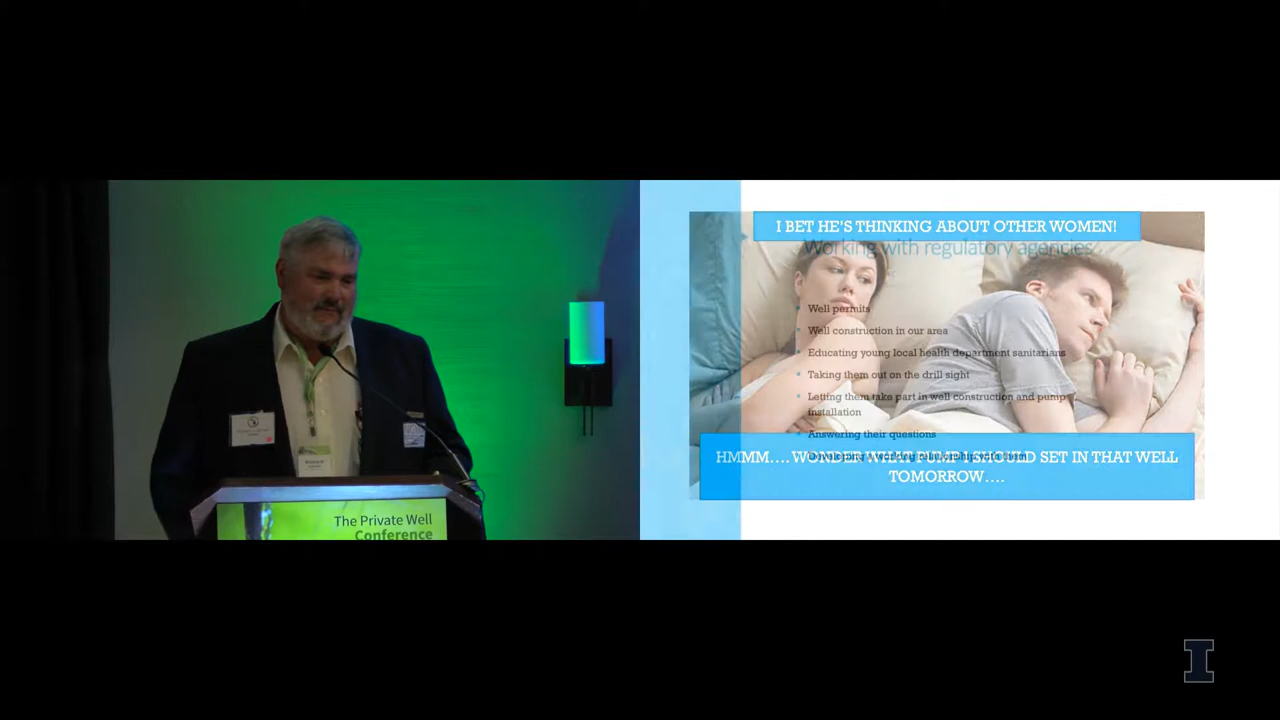 The Private Well
Conference
I BET HE'S THINKING ABOUT OTHER WOMEN!
Working with regulatory agencies
Well permits
Well construction in our area
Educating young local health department sanitarians
Taking them out on the drill sight
Letting them take part in well construction and pump
installation
Answering their questions
HMMM....WONDER WHAT PUMP I SHOULD SET IN THAT WELL
TOMORROW....
I